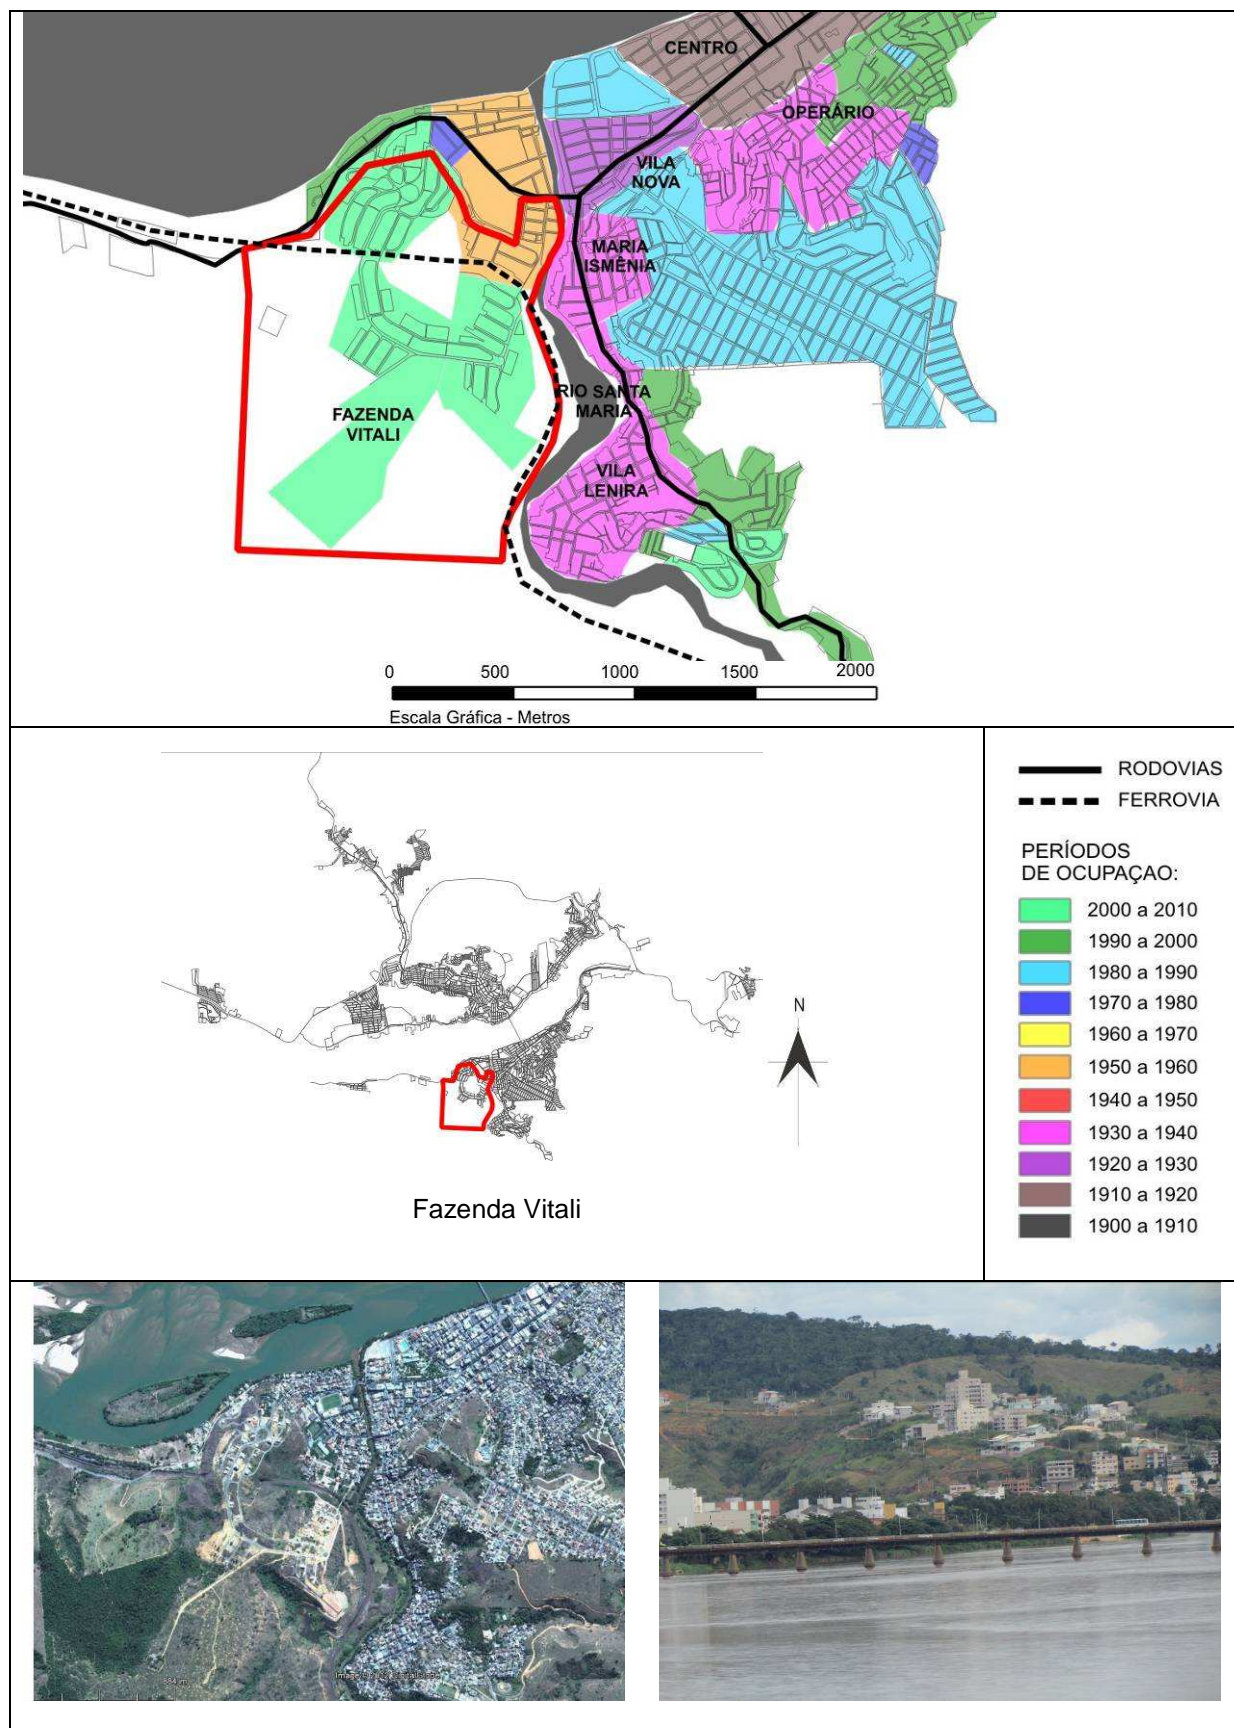 CENTRO
OPERÁRIO
VILA
NOVA
MARIA
ISMÊNIA
RIO SANTA
MARIA
FAZENDA
VITALI
VILA
LENIRA
0 500 1000 1500 2000
Escala Gráfica - Metros
RODOVIAS
FERROVIA
PERÍODOS
DE OCUPAÇAO:
2000 a 2010
1990 a 2000
1980 a 1990
1970 a 1980
1960 a 1970
1950 a 1960
1940 a 1950
1930 a 1940
1920 a 1930
1910 a 1920
1900 a 1910
N
Fazenda Vitali